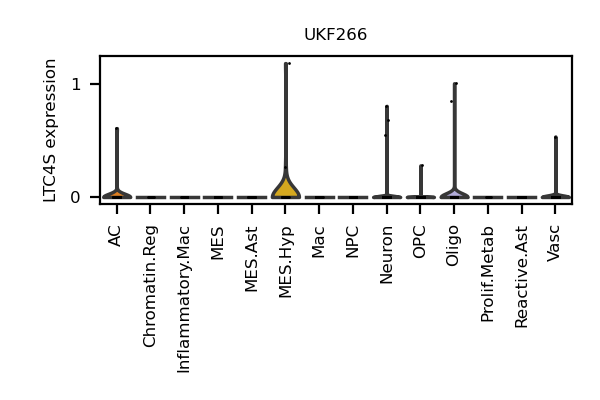 UKF266
LTC4S expression
1
0
AC
Chromatin.Reg
Inflammatory.Mac
MES
MES.Ast
MES.Hyp
Mac
NPC
Neuron
OPC
Oligo
Prolif.Metab
Reactive.Ast
Vasc